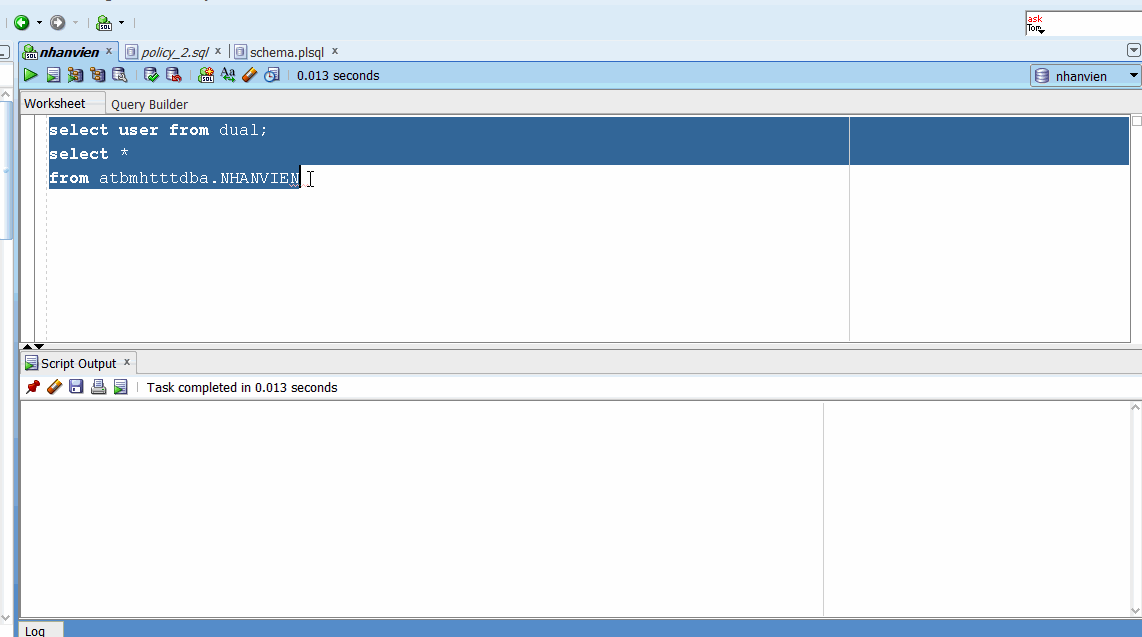 ask
Tom
nhanvien x policy_2.sql x schema.plsql x
0.013 seconds
nhanvien
Worksheet Query Builder
select user from dual;
select *
from atbmhtttdba.NHANVIEN
Script Output x
Task completed in 0.013 seconds
Log